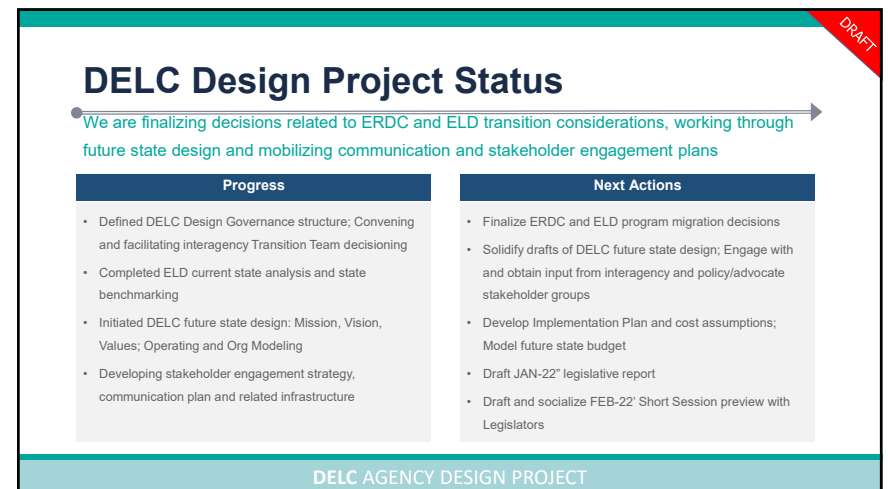 DRAFT
DELC Design Project Status
We are finalizing decisions related to ERDC and ELD transition considerations, working through
future state design and mobilizing communication and stakeholder engagement plans
Progress
• Defined DELC Design Governance structure; Convening
and facilitating interagency Transition Team decisioning
• Completed ELD current state analysis and state
benchmarking
• Initiated DELC future state design: Mission, Vision,
Values; Operating and Org Modeling
• Developing stakeholder engagement strategy,
communication plan and related infrastructure
Next Actions
• Finalize ERDC and ELD program migration decisions
• Solidify drafts of DELC future state design; Engage with
and obtain input from interagency and policy/advocate
stakeholder groups
• Develop Implementation Plan and cost assumptions;
Model future state budget
• Draft JAN-22” legislative report
• Draft and socialize FEB-22’ Short Session preview with
Legislators
DELC AGENCY DESIGN PROJECT